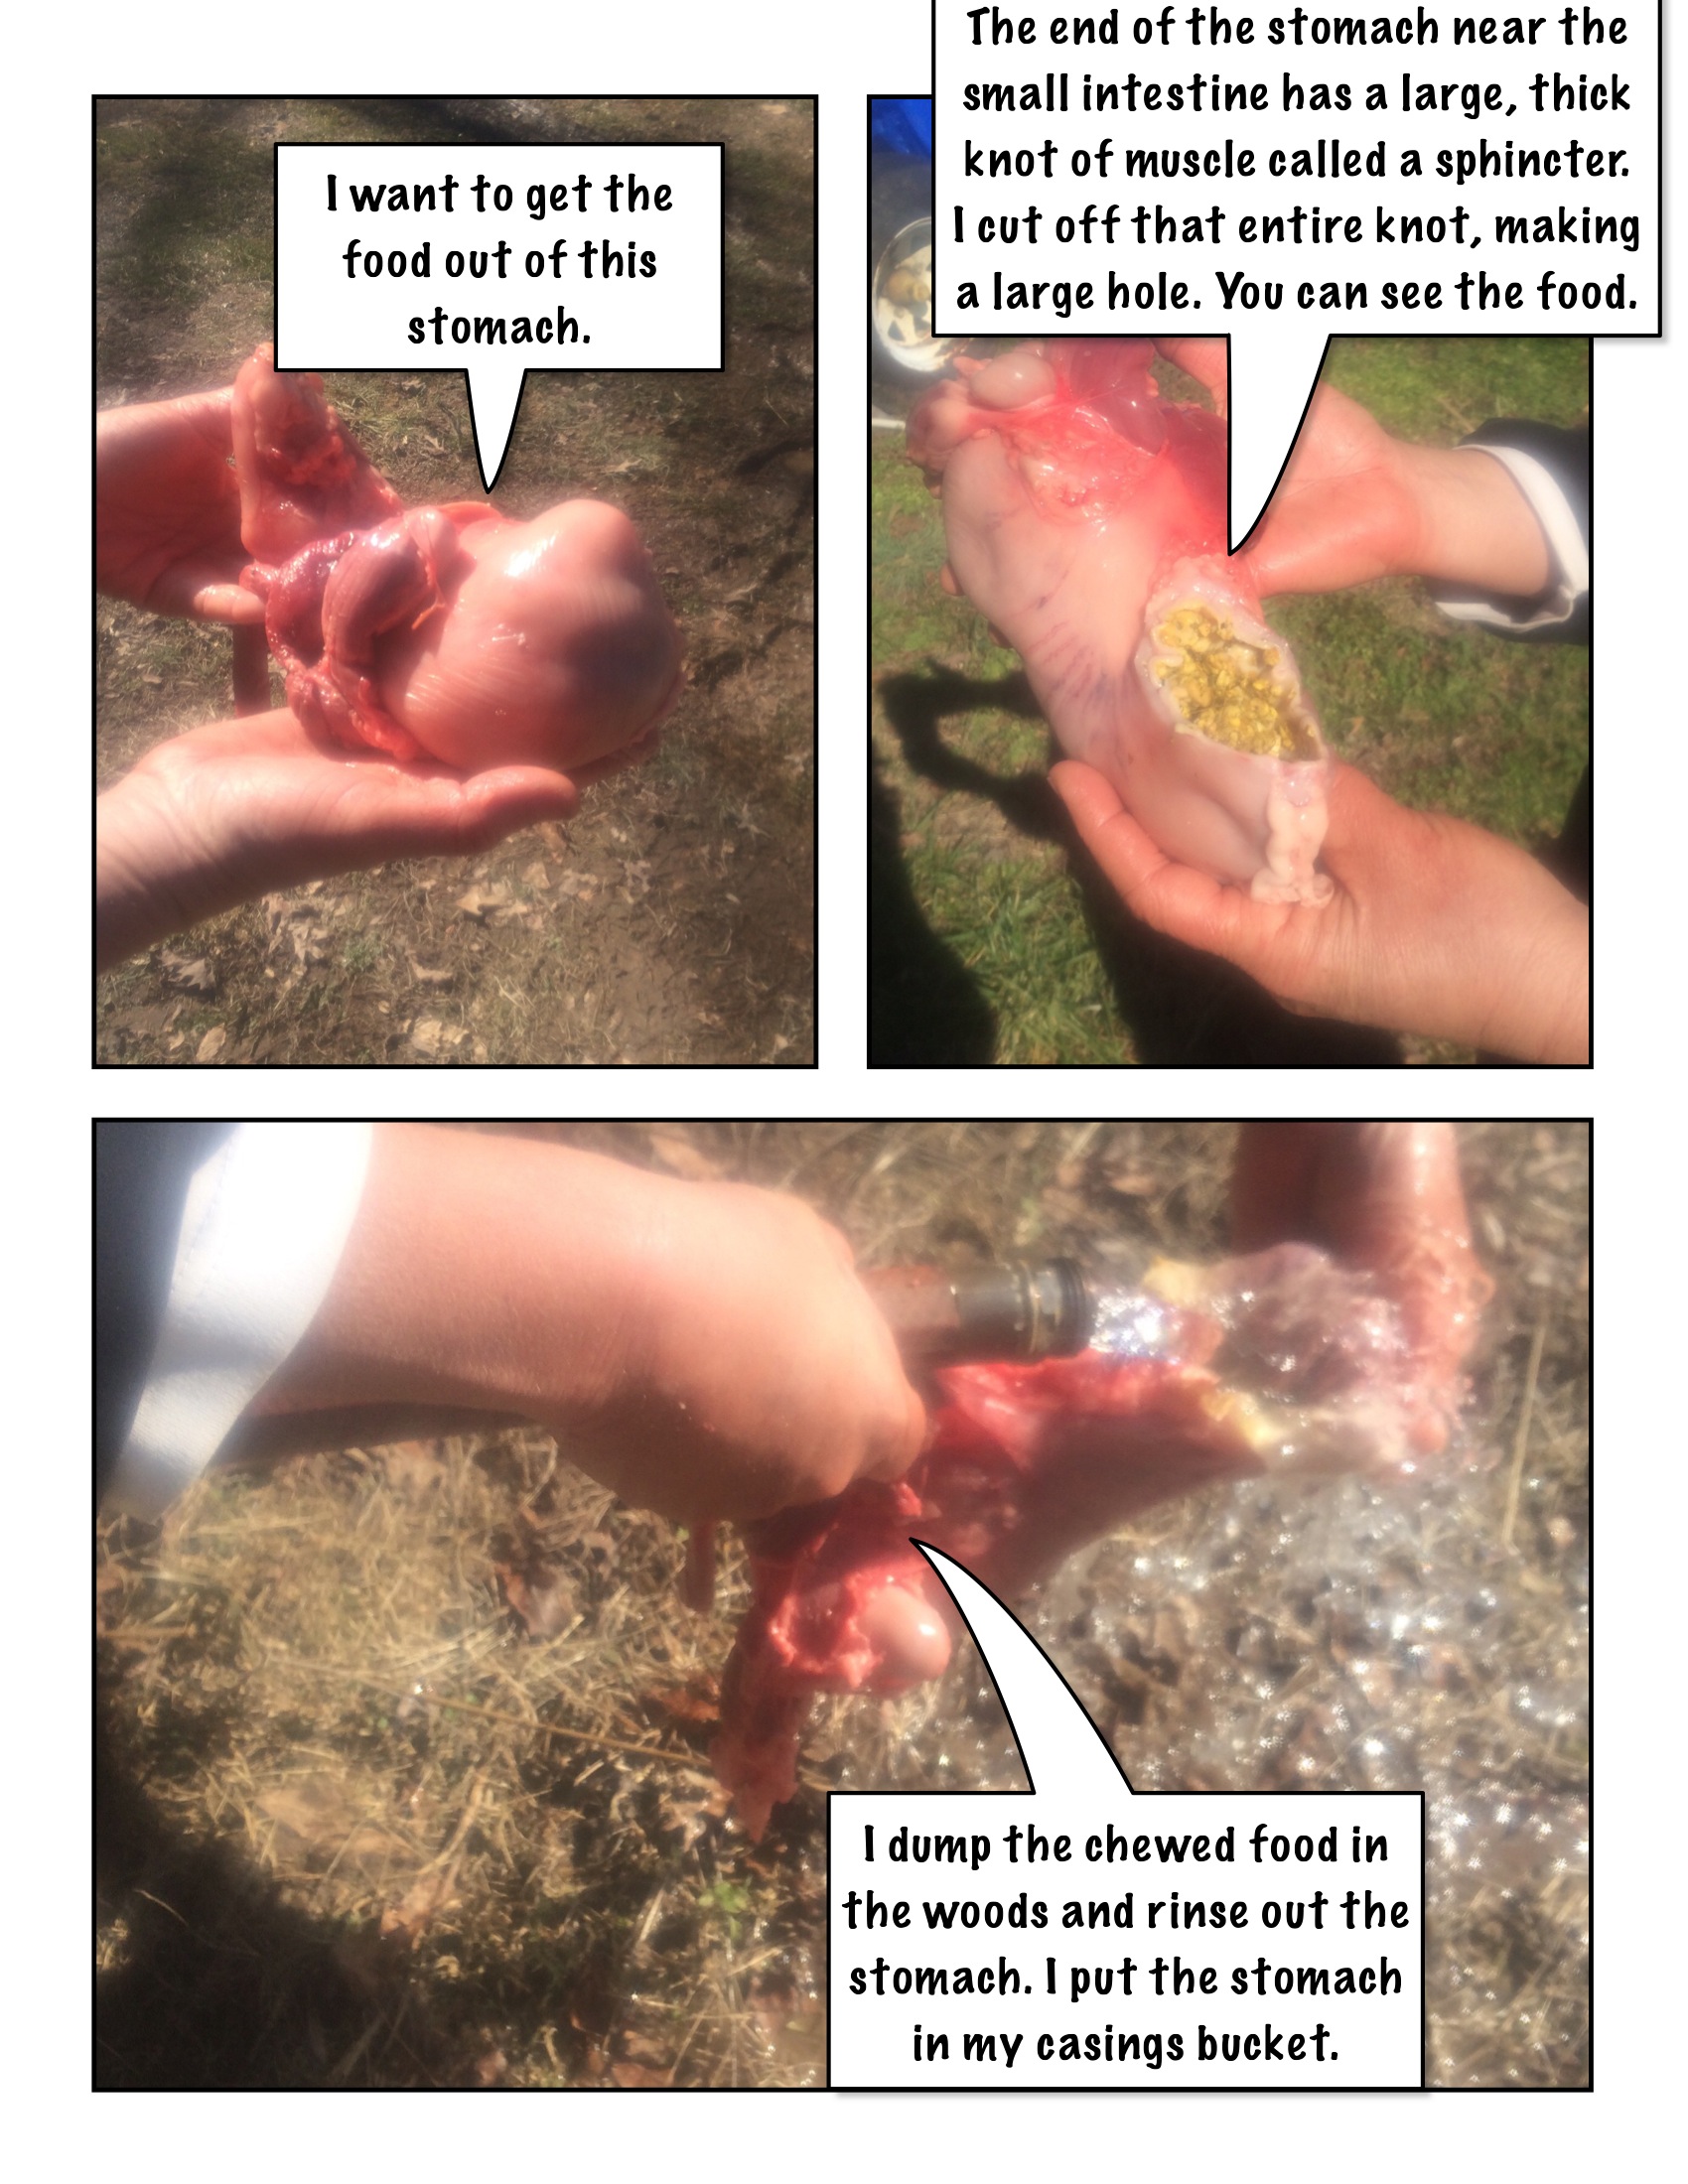 I want to get the
food out of this
stomach.
The end of the stomach near the
small intestine has a large, thick
knot of muscle called a sphincter.
I cut off that entire knot, making
a large hole. You can see the food.
I dump the chewed food in
the woods and rinse out the
stomach. I put the stomach
in my casings bucket.